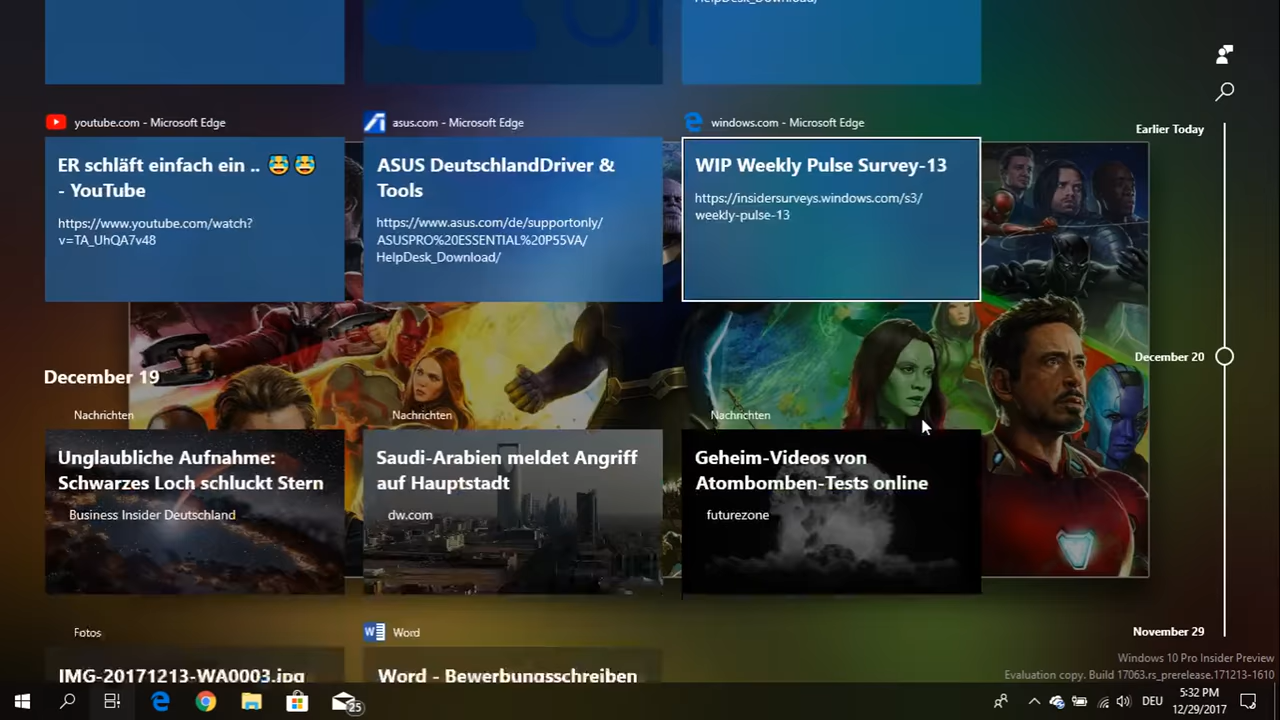 HelpDesk_Download/
youtube.com - Microsoft Edge
asus.com - Microsoft Edge
windows.com - Microsoft Edge
Earlier Today
ER schläft einfach ein .. 😭😭
- YouTube
https://www.youtube.com/watch?
v=TA_UhQA7v48
ASUS DeutschlandDriver &
Tools
https://www.asus.com/de/supportonly/
ASUSPRO%20ESSENTIAL%20P55VA/
HelpDesk_Download/
WIP Weekly Pulse Survey-13
https://insidersurveys.windows.com/s3/
weekly-pulse-13
December 20
December 19
Nachrichten
Nachrichten
Nachrichten
Unglaubliche Aufnahme:
Schwarzes Loch schluckt Stern
Business Insider Deutschland
Saudi-Arabien meldet Angriff
auf Hauptstadt
dw.com
Geheim-Videos von
Atombomben-Tests online
futurezone
November 29
Fotos
Word
IMG-20171213-WA0003.jpg
Word - Bewerbungsschreiben
Windows 10 Pro Insider Preview
Evaluation copy. Build 17063.rs_prerelease.171213-1610
25
DEU
5:32 PM
12/29/2017